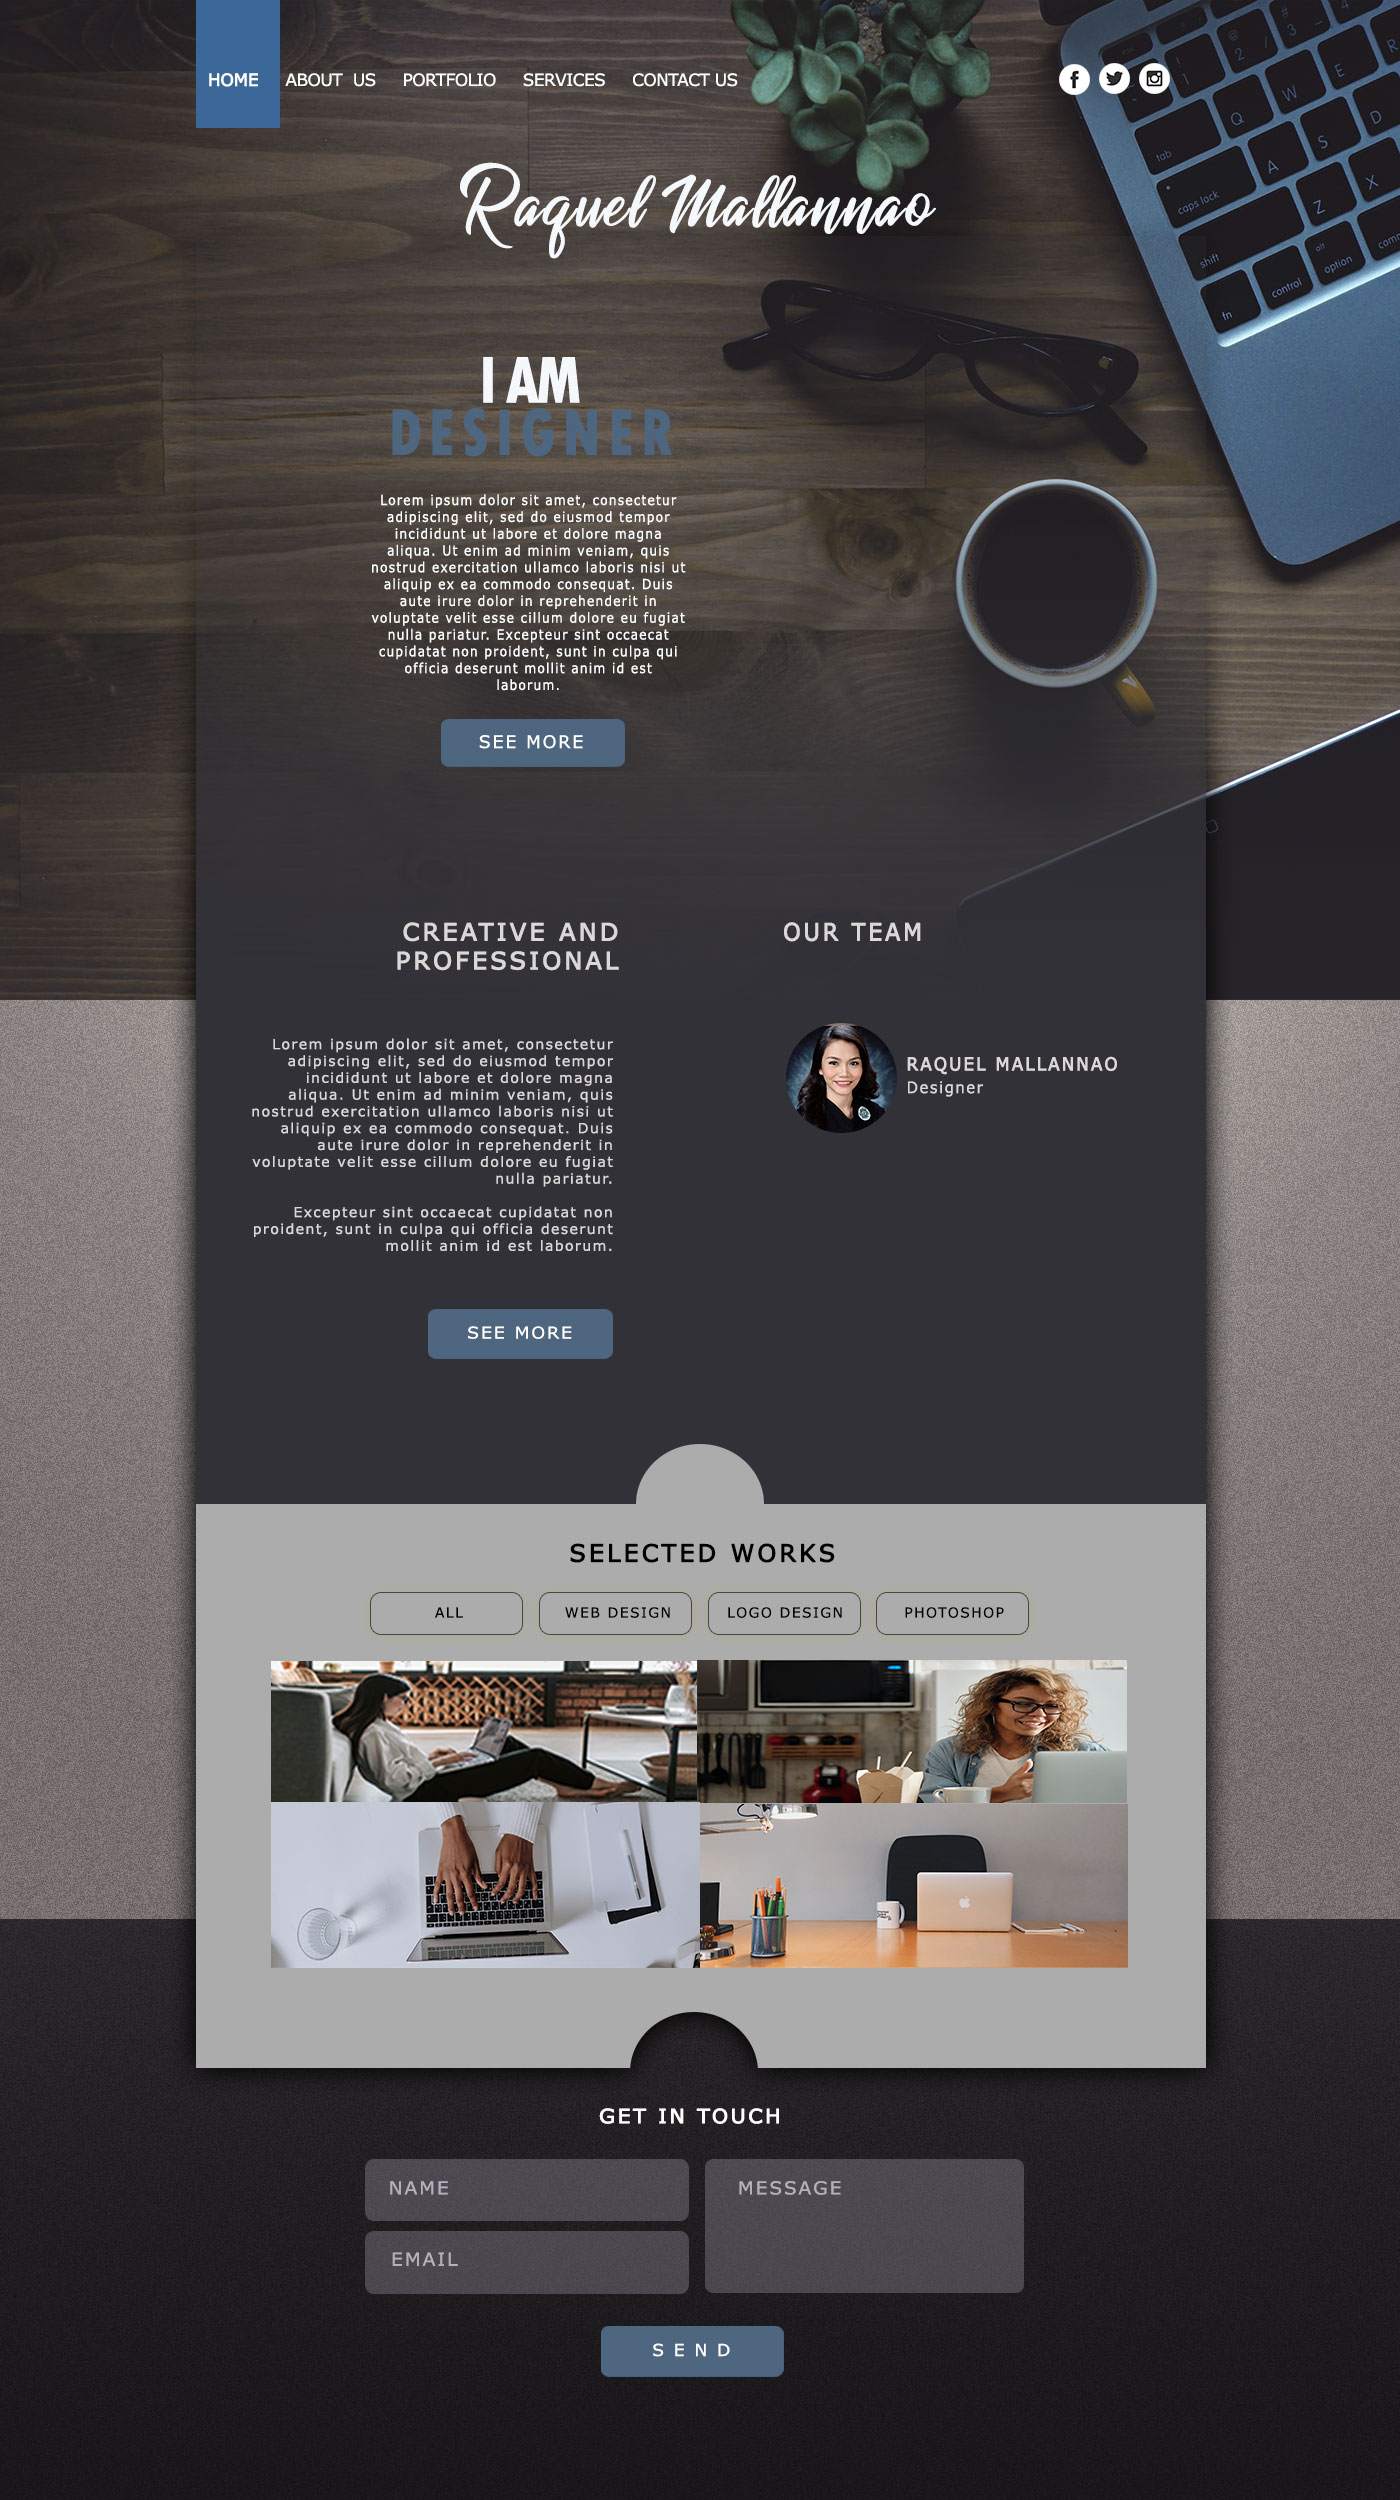 HOME ABOUT US PORTFOLIO SERVICES CONTACT US
Raquel Mallannao
I AM
DESIGNER
Lorem ipsum dolor sit amet, consectetur
adipiscing elit, sed do eiusmod tempor
incididunt ut labore et dolore magna
aliqua. Ut enim ad minim veniam, quis
nostrud exercitation ullamco laboris nisi ut
aliquip ex ea commodo consequat. Duis
aute irure dolor in reprehenderit in
voluptate velit esse cillum dolore eu fugiat
nulla pariatur. Excepteur sint occaecat
cupidatat non proident, sunt in culpa qui
officia deserunt mollit anim id est
laborum.
SEE MORE
CREATIVE AND
PROFESSIONAL
Lorem ipsum dolor sit amet, consectetur
adipiscing elit, sed do eiusmod tempor
incididunt ut labore et dolore magna
aliqua. Ut enim ad minim veniam, quis
nostrud exercitation ullamco laboris nisi ut
aliquip ex ea commodo consequat. Duis
aute irure dolor in reprehenderit in
voluptate velit esse cillum dolore eu fugiat
nulla pariatur.
Excepteur sint occaecat cupidatat non
proident, sunt in culpa qui officia deserunt
mollit anim id est laborum.
SEE MORE
OUR TEAM
RAQUEL MALLANNAO
Designer
SELECTED WORKS
ALL WEB DESIGN LOGO DESIGN PHOTOSHOP
GET IN TOUCH
NAME
EMAIL
MESSAGE
SEND
tab Q W E R
caps lock A S D
shift Z X
fn control alt option